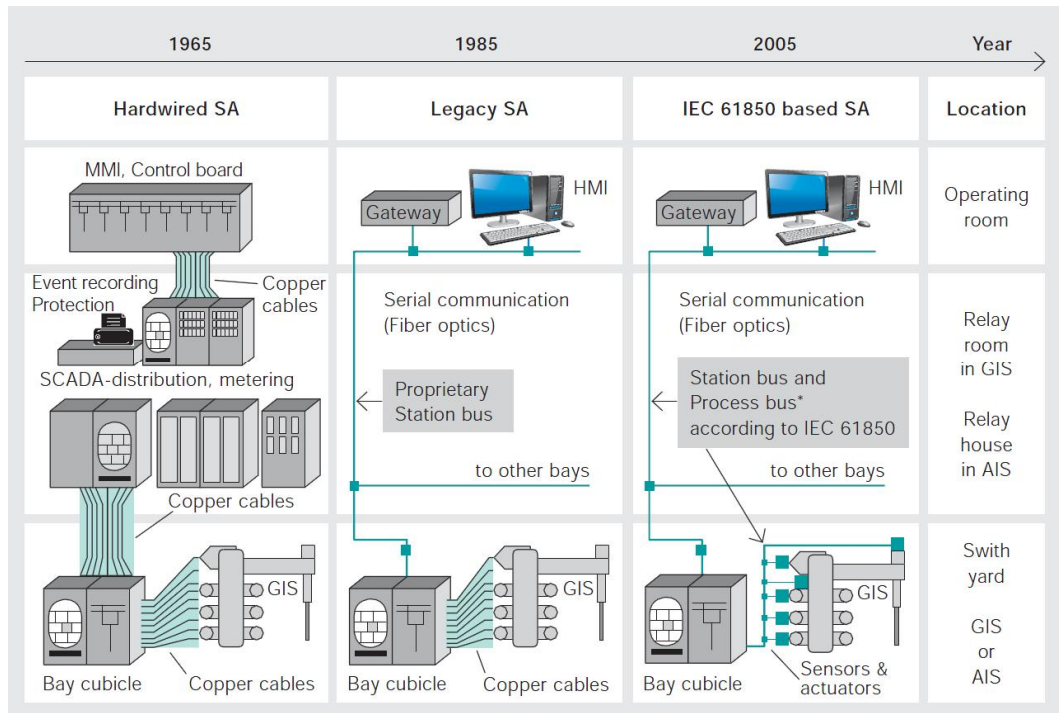 1965
1985
2005
Year
Hardwired SA
Legacy SA
IEC 61850 based SA
Location
MMI, Control board
Gateway
HMI
Gateway
HMI
Operating
room
Event recording
Protection
Copper
cables
SCADA-distribution, metering
Copper cables
Serial communication
(Fiber optics)
Proprietary
Station bus
to other bays
Serial communication
(Fiber optics)
Station bus and
Process bus*
according to IEC 61850
to other bays
Relay
room
in GIS
Relay
house
in AIS
GIS
Bay cubicle
Copper cables
GIS
Bay cubicle
Copper cables
GIS
Bay cubicle
Sensors &
actuators
Swith
yard
GIS
or
AIS